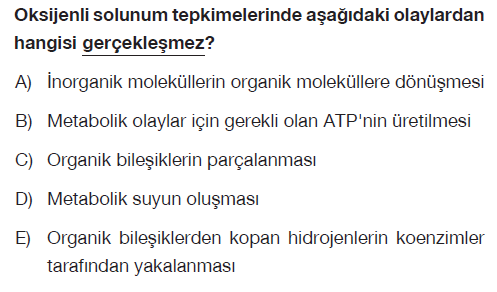 Oksijenli solunum tepkimelerinde aşağıdaki olaylardan
hangisi gerçekleşmez?
A) İnorganik moleküllerin organik moleküllere dönüşmesi
B) Metabolik olaylar için gerekli olan ATP'nin üretilmesi
C) Organik bileşiklerin parçalanması
D) Metabolik suyun oluşması
E) Organik bileşiklerden kopan hidrojenlerin koenzimler
tarafından yakalanması